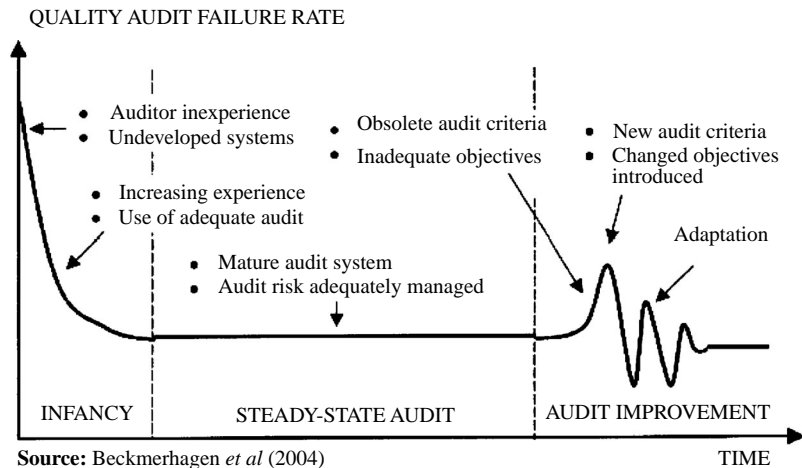 QUALITY AUDIT FAILURE RATE
• Auditor inexperience
• Undeveloped systems
• Increasing experience
• Use of adequate audit
• Mature audit system
• Audit risk adequately managed
• Obsolete audit criteria
• Inadequate objectives
• New audit criteria
• Changed objectives
introduced
Adaptation
INFANCY
STEADY-STATE AUDIT
AUDIT IMPROVEMENT
Source: Beckmerhagen et al (2004)
TIME